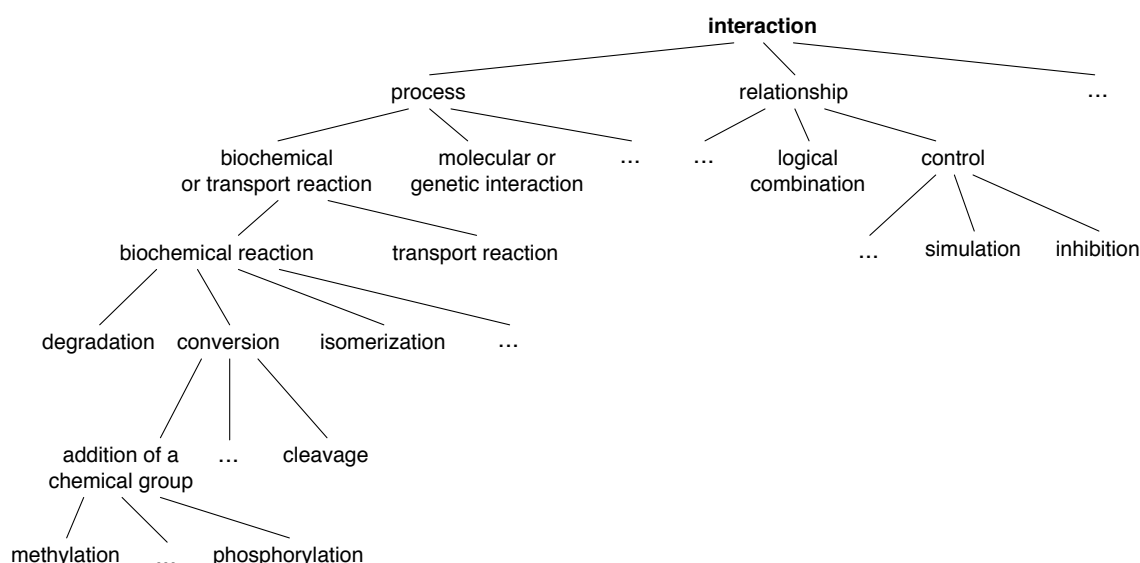 interaction
process relationship ...
biochemical molecular or ... ... logical control
or transport reaction genetic interaction combination
biochemical reaction transport reaction ... simulation inhibition
degradation conversion isomerization ...
addition of a ... cleavage
chemical group
methylation ... phosphorylation